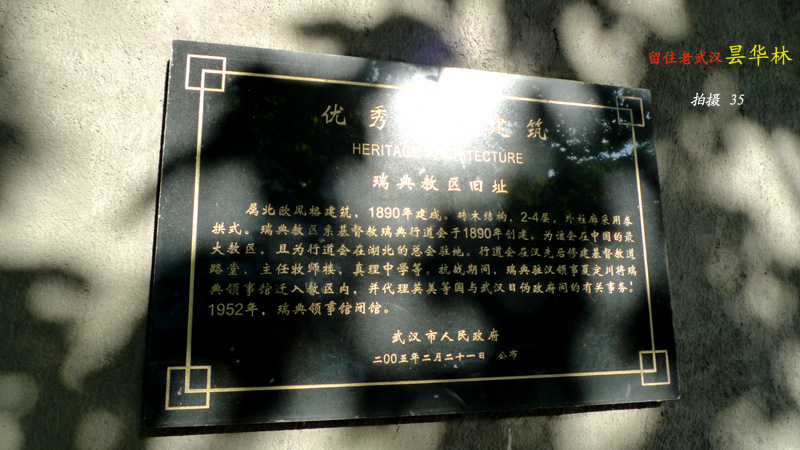 留住老武汉昙华林
拍摄 35
优秀 建筑
HERITAGE ITECTURE
瑞典教区旧址
属北欧风格建筑，1890年建成。砖木结构，2-4层，外柱廊采用券
拱式。瑞典教区系基督教瑞典行道会于1890年创建，为该会在中国的最
大教区，且为行道会在湖北的总会驻地。行道会在汉先后修建基督教道
路堂、主任牧师楼、真理中学等。抗战期间，瑞典驻汉领事夏定川将瑞
典领事馆迁入教区内，并代理英美等国与武汉日伪政府间的有关事务。
1952年，瑞典领事馆闭馆。
武汉市人民政府
二00五年二月二十一日 公布